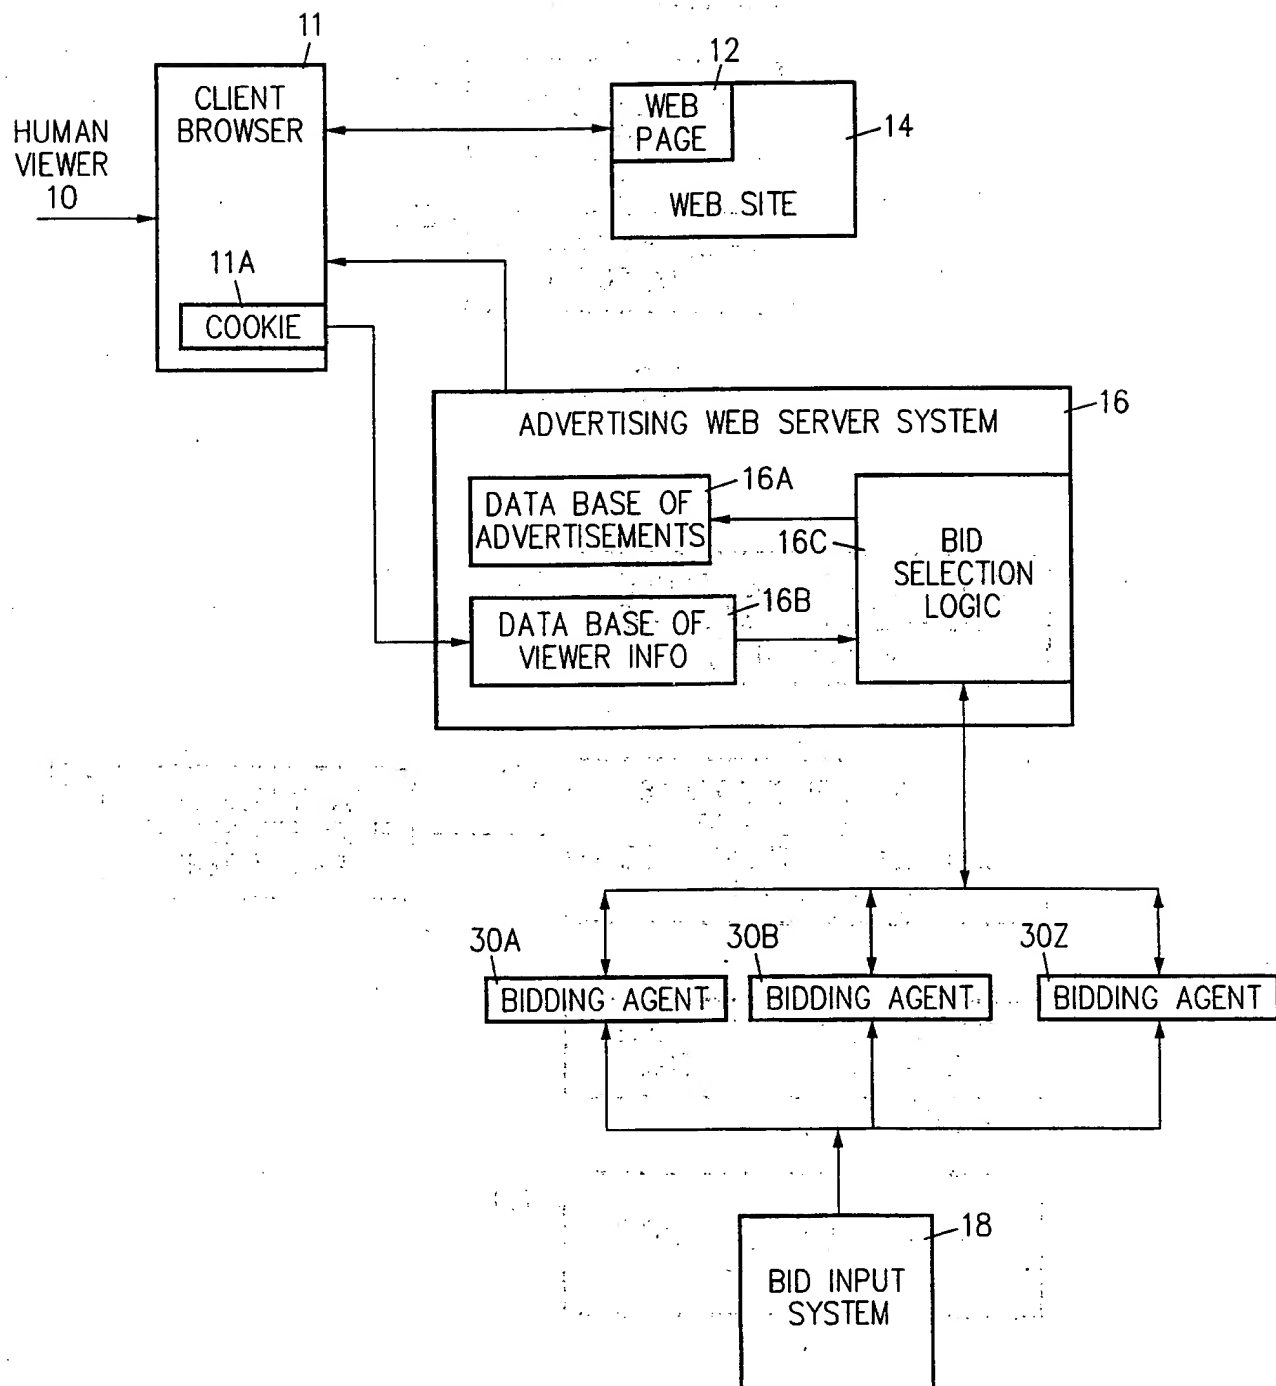 11
12
CLIENT
BROWSER
WEB
PAGE
14
HUMAN
VIEWER
10
WEB SITE
11A
COOKIE
16
ADVERTISING WEB SERVER SYSTEM
16A
DATA BASE OF
ADVERTISEMENTS
16C
BID
SELECTION
LOGIC
16B
DATA BASE OF
VIEWER INFO
30A
30B
30Z
BIDDING AGENT
BIDDING AGENT
BIDDING AGENT
18
BID INPUT
SYSTEM